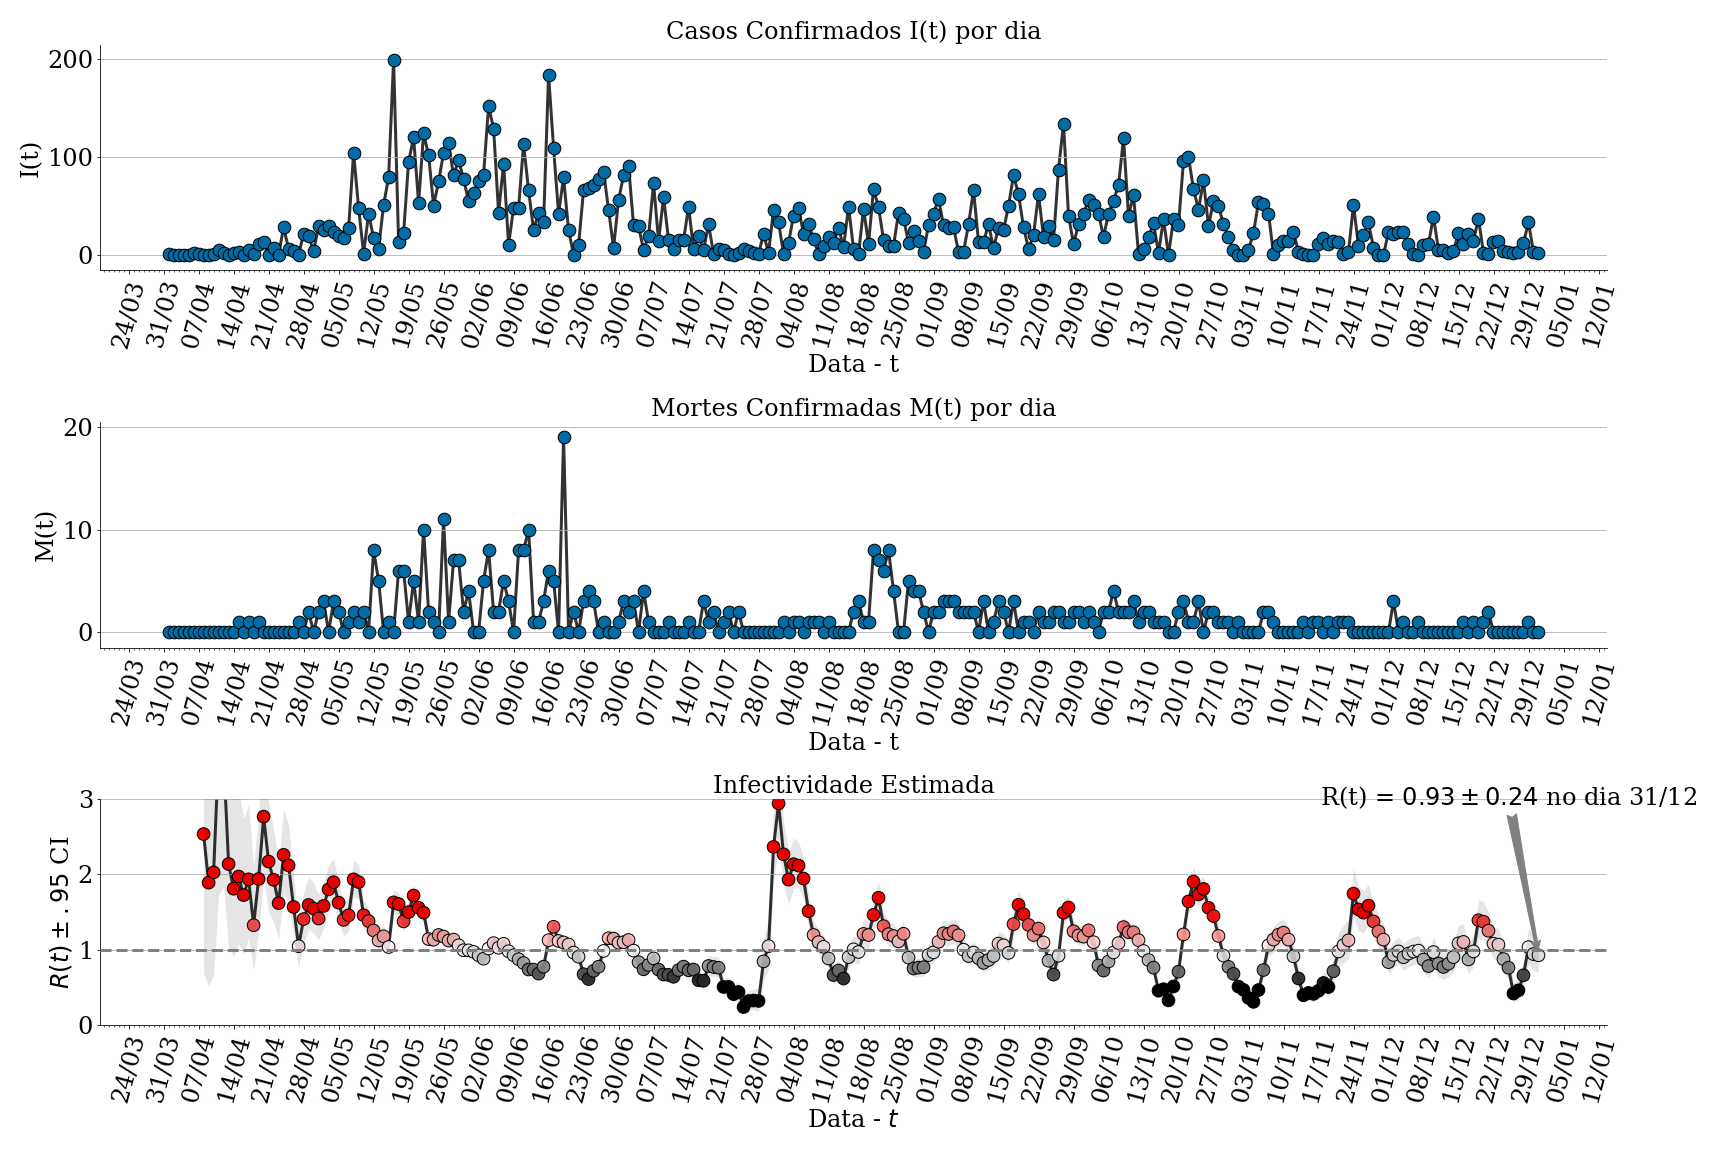 Casos Confirmados I(t) por dia
200
100
0
I(t)
24/03 31/03 07/04 14/04 21/04 28/04 05/05 12/05 19/05 26/05 02/06 09/06 16/06 23/06 30/06 07/07 14/07 21/07 28/07 04/08 11/08 18/08 25/08 01/09 08/09 15/09 22/09 29/09 06/10 13/10 20/10 27/10 03/11 10/11 17/11 24/11 01/12 08/12 15/12 22/12 29/12 05/01 12/01
Data - t
Mortes Confirmadas M(t) por dia
20
10
0
M(t)
24/03 31/03 07/04 14/04 21/04 28/04 05/05 12/05 19/05 26/05 02/06 09/06 16/06 23/06 30/06 07/07 14/07 21/07 28/07 04/08 11/08 18/08 25/08 01/09 08/09 15/09 22/09 29/09 06/10 13/10 20/10 27/10 03/11 10/11 17/11 24/11 01/12 08/12 15/12 22/12 29/12 05/01 12/01
Data - t
Infectividade Estimada
R(t) = 0.93 ± 0.24 no dia 31/12
3
2
1
0
R(t) ± .95 CI
24/03 31/03 07/04 14/04 21/04 28/04 05/05 12/05 19/05 26/05 02/06 09/06 16/06 23/06 30/06 07/07 14/07 21/07 28/07 04/08 11/08 18/08 25/08 01/09 08/09 15/09 22/09 29/09 06/10 13/10 20/10 27/10 03/11 10/11 17/11 24/11 01/12 08/12 15/12 22/12 29/12 05/01 12/01
Data - t